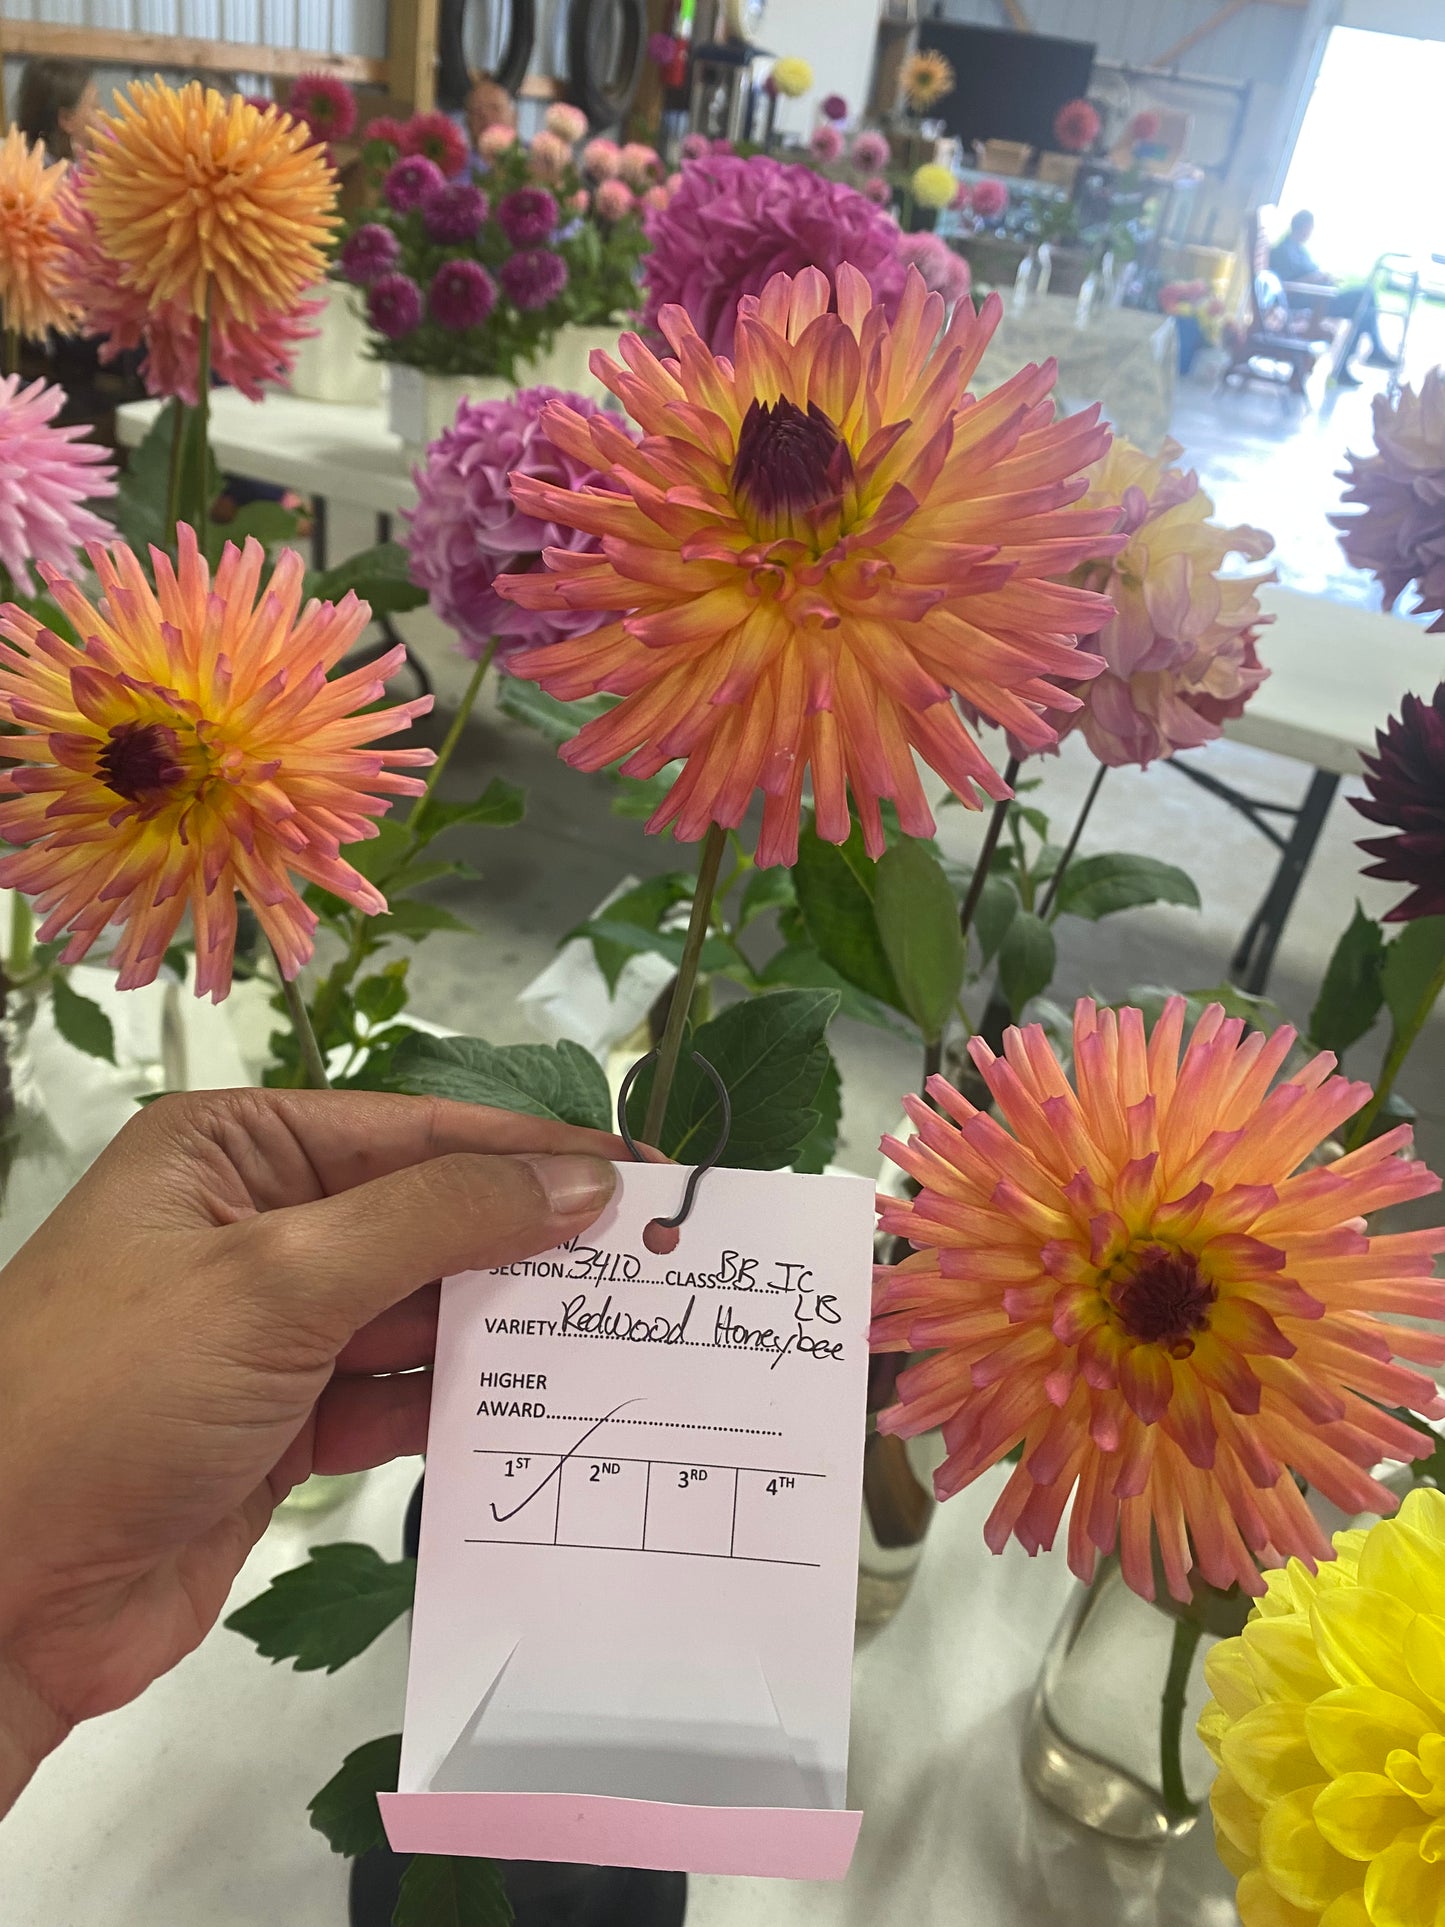 SECTION 3410 CLASS BB IC
LB
VARIETY Redwood Honeybee
HIGHER
AWARD
1ST 2ND 3RD 4TH